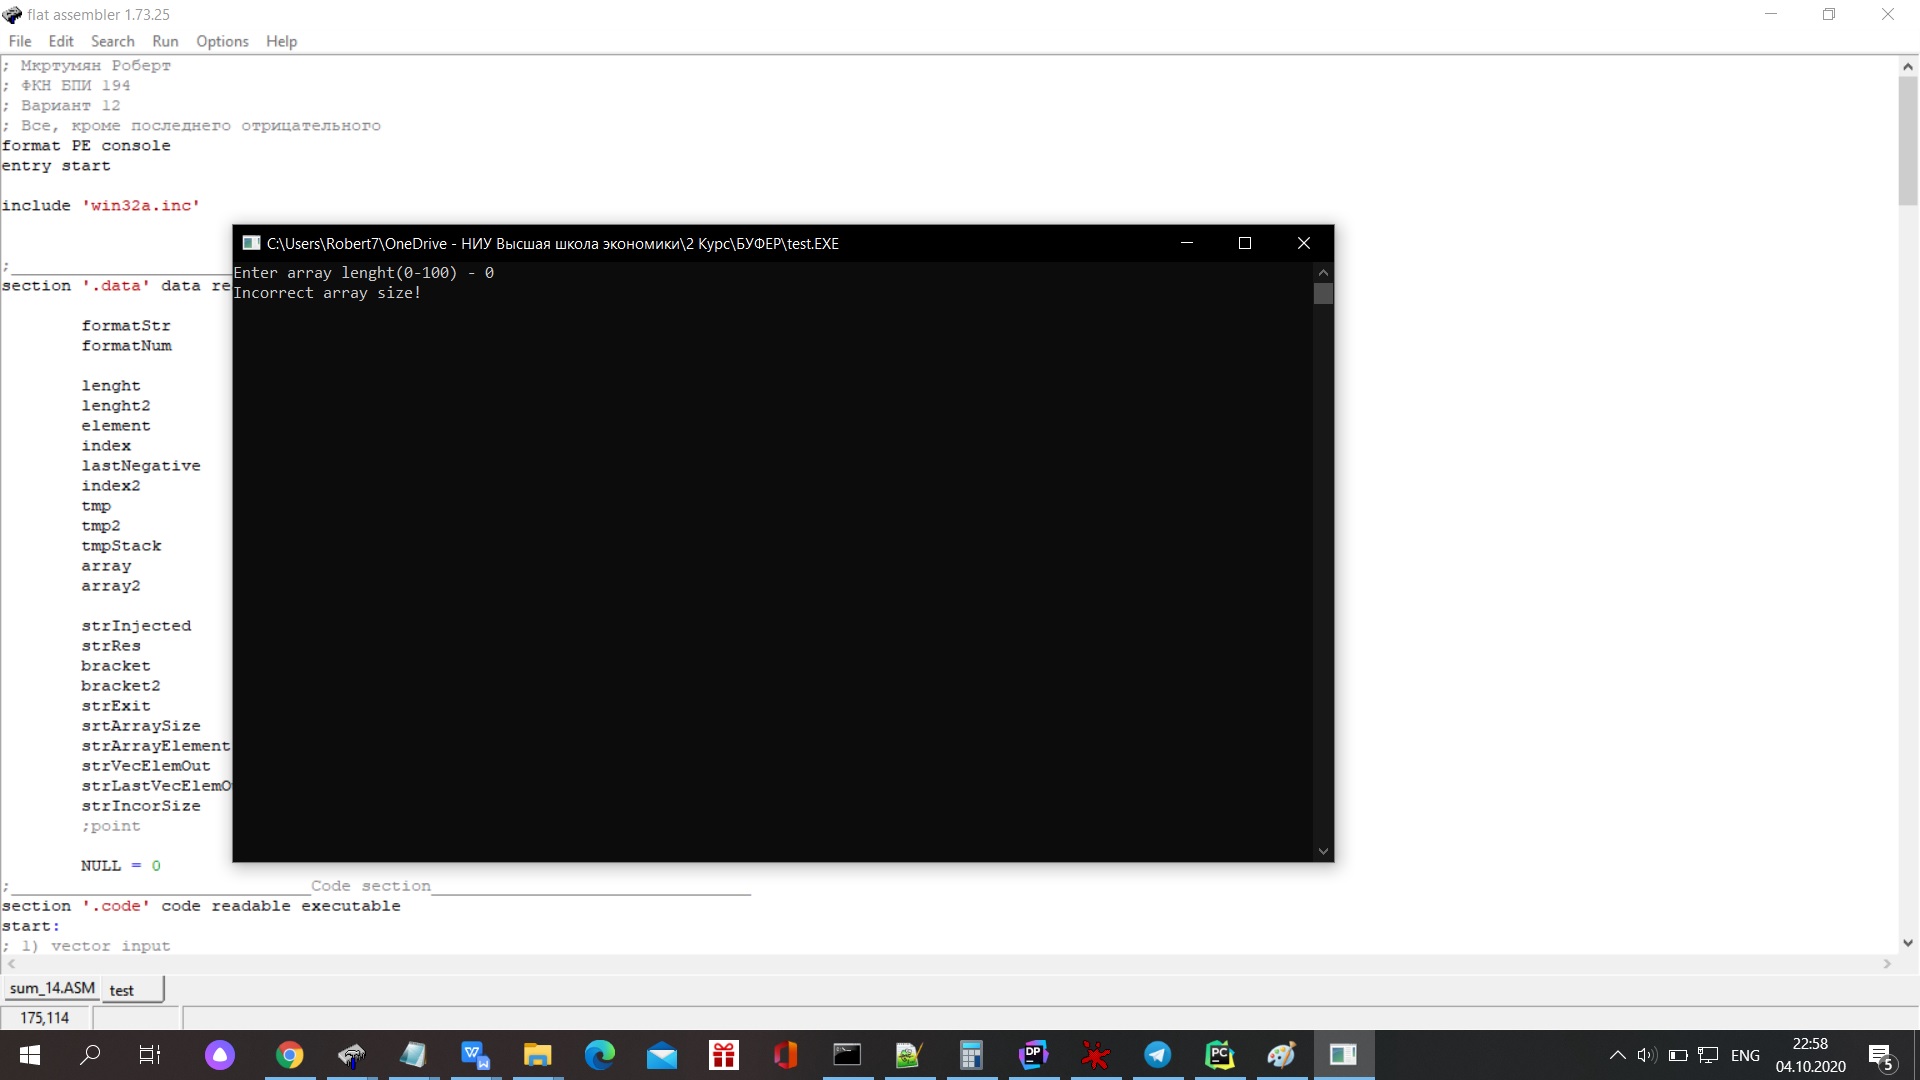 flat assembler 1.73.25
File Edit Search Run Options Help
; Мкртумян Роберт
; ФКН БПИ 194
; Вариант 12
; Все, кроме последнего отрицательного
format PE console
entry start
include 'win32a.inc'
;
section '.data' data re
formatStr
formatNum
lenght
lenght2
element
index
lastNegative
index2
tmp
tmp2
tmpStack
array
array2
strInjected
strRes
bracket
bracket2
strExit
srtArraySize
strArrayElement
strVecElemOut
strLastVecElemO
strIncorSize
;point
NULL = 0
;______________________________Code section________________________________
section '.code' code readable executable
start:
; 1) vector input
C:\Users\Robert7\OneDrive - НИУ Высшая школа экономики\2 Курс\БУФЕР\test.EXE
Enter array lenght(0-100) - 0
Incorrect array size!
sum_14.ASM test
175,114
ENG
22:58
04.10.2020
5